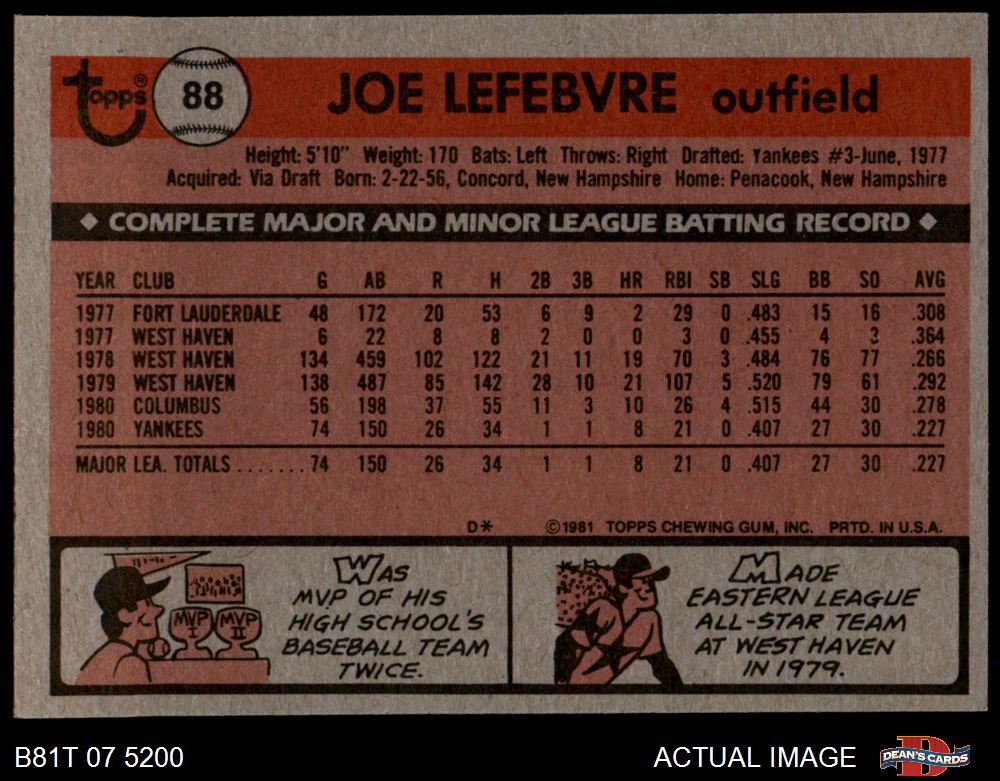 Topps® 88 JOE LEFEBVRE outfield
Height: 5'10" Weight: 170 Bats: Left Throws: Right Drafted: Yankees #3-June, 1977
Acquired: Via Draft Born: 2-22-56, Concord, New Hampshire Home: Penacook, New Hampshire
◆ COMPLETE MAJOR AND MINOR LEAGUE BATTING RECORD ◆
YEAR CLUB G AB R H 2B 3B HR RBI SB SLG BB SO AVG
1977 FORT LAUDERDALE 48 172 20 53 6 9 2 29 0 .483 15 16 .308
1977 WEST HAVEN 6 22 8 8 2 0 0 3 0 .455 4 3 .364
1978 WEST HAVEN 134 459 102 122 21 11 19 70 3 .484 76 77 .266
1979 WEST HAVEN 138 487 85 142 28 10 21 107 5 .520 79 61 .292
1980 COLUMBUS 56 198 37 55 11 3 10 26 4 .515 44 30 .278
1980 YANKEES 74 150 26 34 1 1 8 21 0 .407 27 30 .227
MAJOR LEA. TOTALS ....... 74 150 26 34 1 1 8 21 0 .407 27 30 .227
D* ©1981 TOPPS CHEWING GUM, INC. PRTD. IN U.S.A.
MVP I MVP II
WAS
MVP OF HIS
HIGH SCHOOL'S
BASEBALL TEAM
TWICE.
MADE
EASTERN LEAGUE
ALL-STAR TEAM
AT WEST HAVEN
IN 1979.
B81T 07 5200 ACTUAL IMAGE DEAN'S CARDS